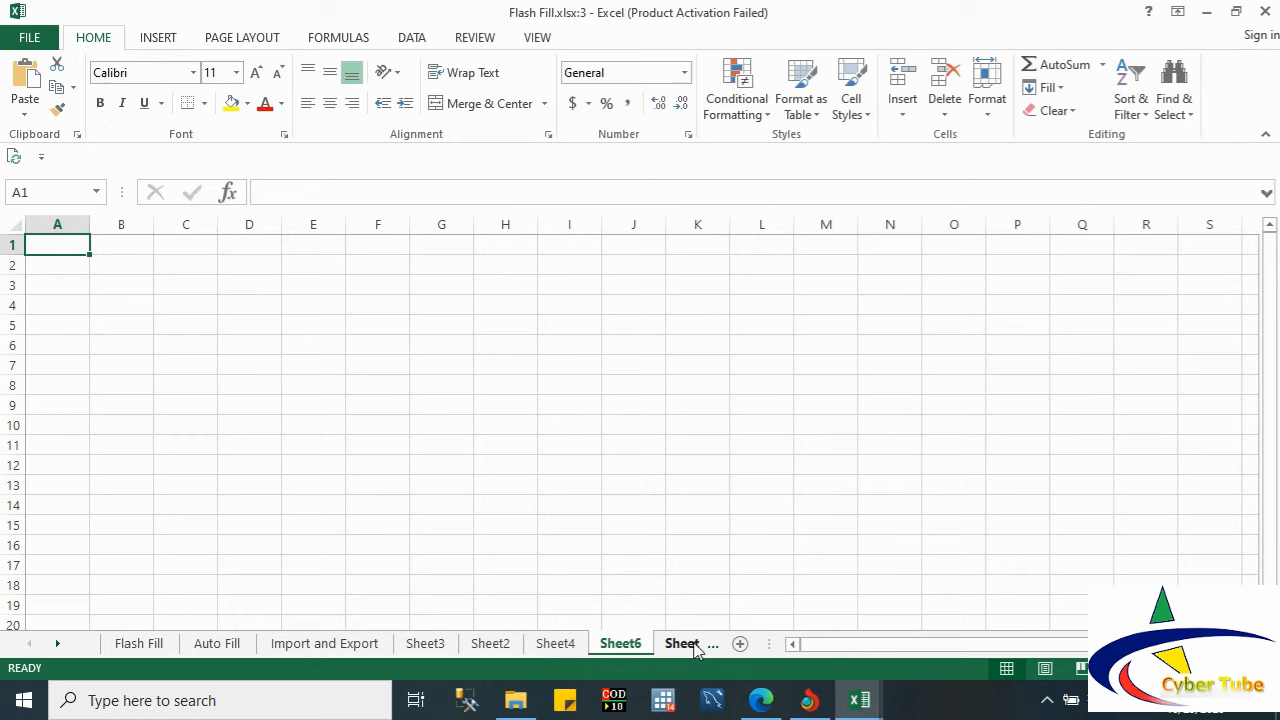 Flash Fill.xlsx:3 - Excel (Product Activation Failed)
?
FILE HOME INSERT PAGE LAYOUT FORMULAS DATA REVIEW VIEW
Sign in
Calibri 11
Wrap Text
General
AutoSum
Paste
B I U A
Merge & Center
$ % ,
Conditional Formatting
Format as Table
Cell Styles
Insert Delete Format
Fill
Clear
Sort & Filter
Find & Select
Clipboard Font Alignment Number Styles Cells Editing
A1
fx
A B C D E F G H I J K L M N O P Q R S
1
2
3
4
5
6
7
8
9
10
11
12
13
14
15
16
17
18
19
20
Flash Fill Auto Fill Import and Export Sheet3 Sheet2 Sheet4 Sheet6 Sheet ...
READY
Type here to search
COD
10
Cyber Tube